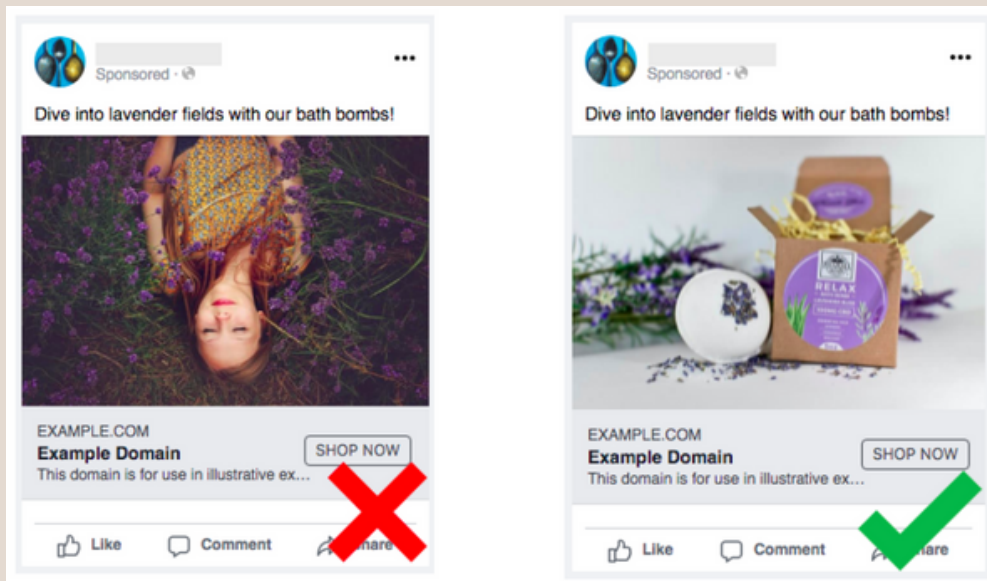 Sponsored ·
Dive into lavender fields with our bath bombs!
EXAMPLE.COM
Example Domain
SHOP NOW
This domain is for use in illustrative ex...
Like
Comment
Sponsored ·
Dive into lavender fields with our bath bombs!
RELAX
EXAMPLE.COM
Example Domain
SHOP NOW
This domain is for use in illustrative ex...
Like
Comment